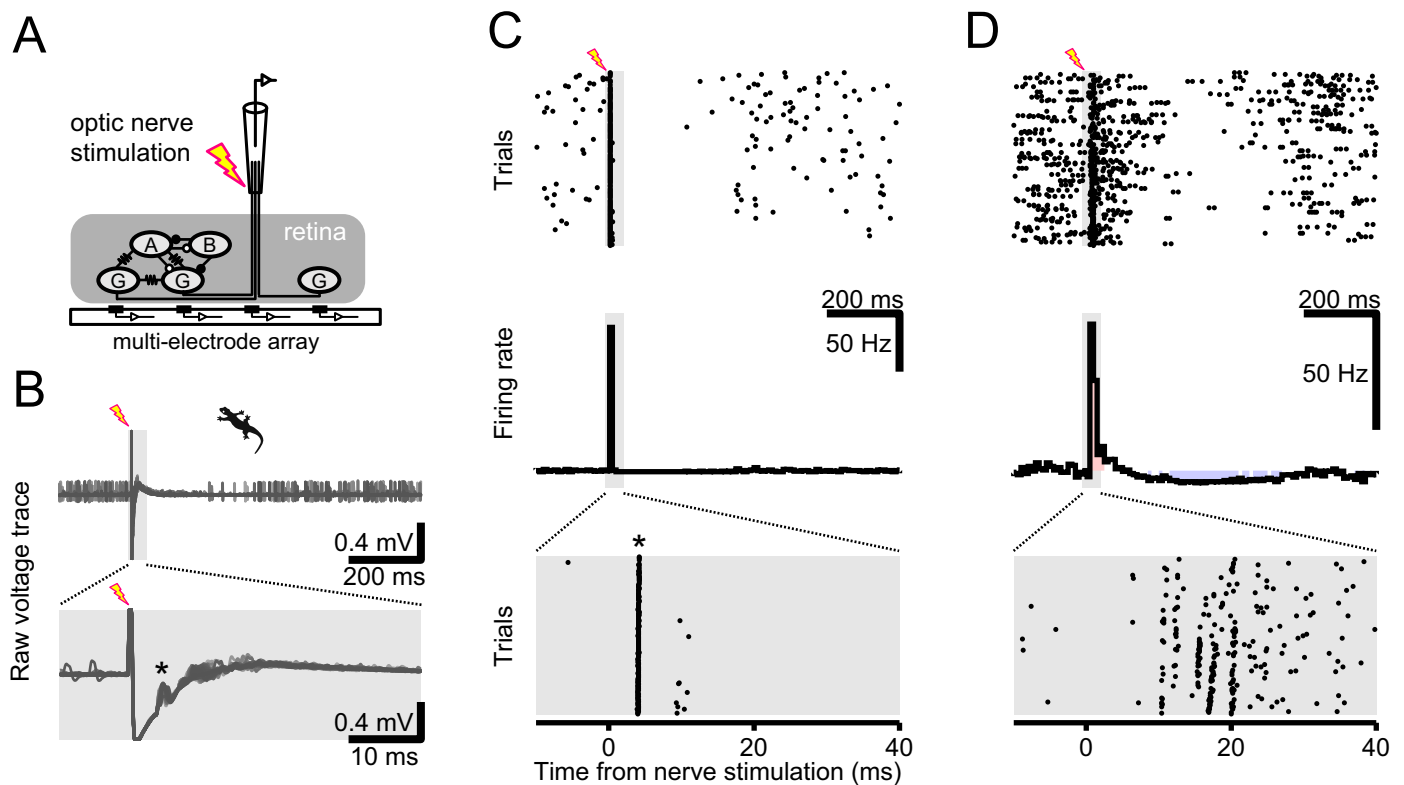 A
optic nerve
stimulation
retina
A
B
G
G
G
multi-electrode array
B
Raw voltage trace
0.4 mV
200 ms
*
0.4 mV
10 ms
C
Trials
200 ms
50 Hz
Firing rate
*
Trials
0
20
40
Time from nerve stimulation (ms)
D
200 ms
50 Hz
0
20
40